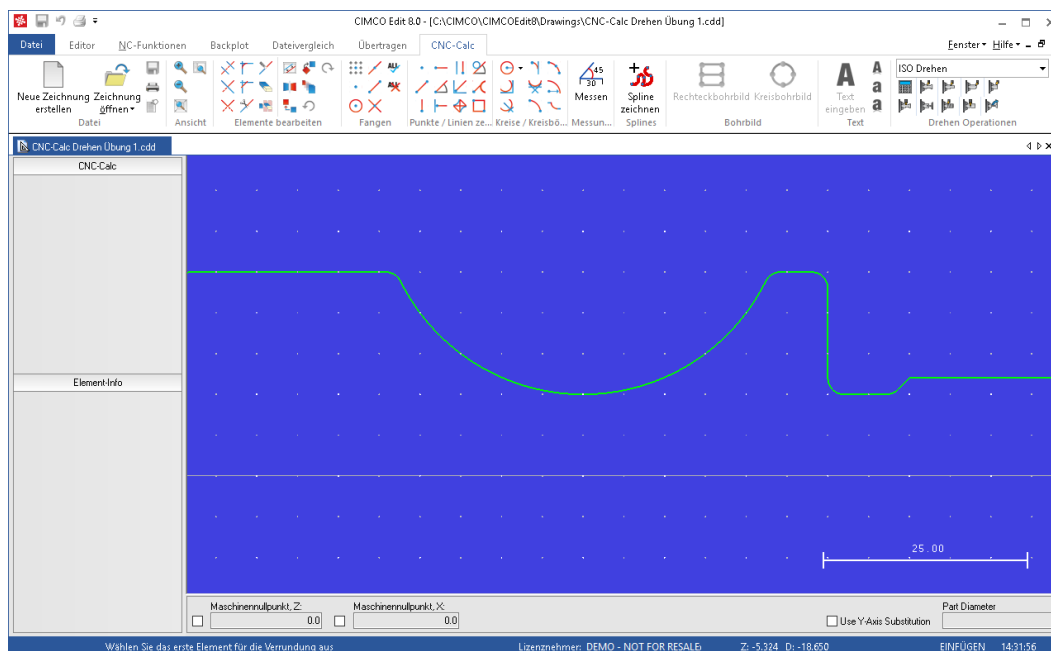 CIMCO Edit 8.0 - [C:\CIMCO\CIMCOEdit8\Drawings\CNC-Calc Drehen Übung 1.cdd]
Datei Editor NC-Funktionen Backplot Dateivergleich Übertragen CNC-Calc Fenster Hilfe
45
30
ISO Drehen
Neue Zeichnung erstellen
Zeichnung öffnen
Messen
Spline zeichnen
Rechteckbohrbild Kreisbohrbild
A
Text eingeben
A
a
a
Datei Ansicht Elemente bearbeiten Fangen Punkte / Linien ze... Kreise / Kreisbö... Messun... Splines Bohrbild Text Drehen Operationen
CNC-Calc Drehen Übung 1.cdd
CNC-Calc
Element-Info
25.00
Maschinennullpunkt, Z: Maschinennullpunkt, X: Part Diameter
0.0 0.0 Use Y-Axis Substitution
Wählen Sie das erste Element für die Verrundung aus Lizenznehmer: DEMO - NOT FOR RESALE Z: -5.324 D: -18.650 EINFÜGEN 14:31:56